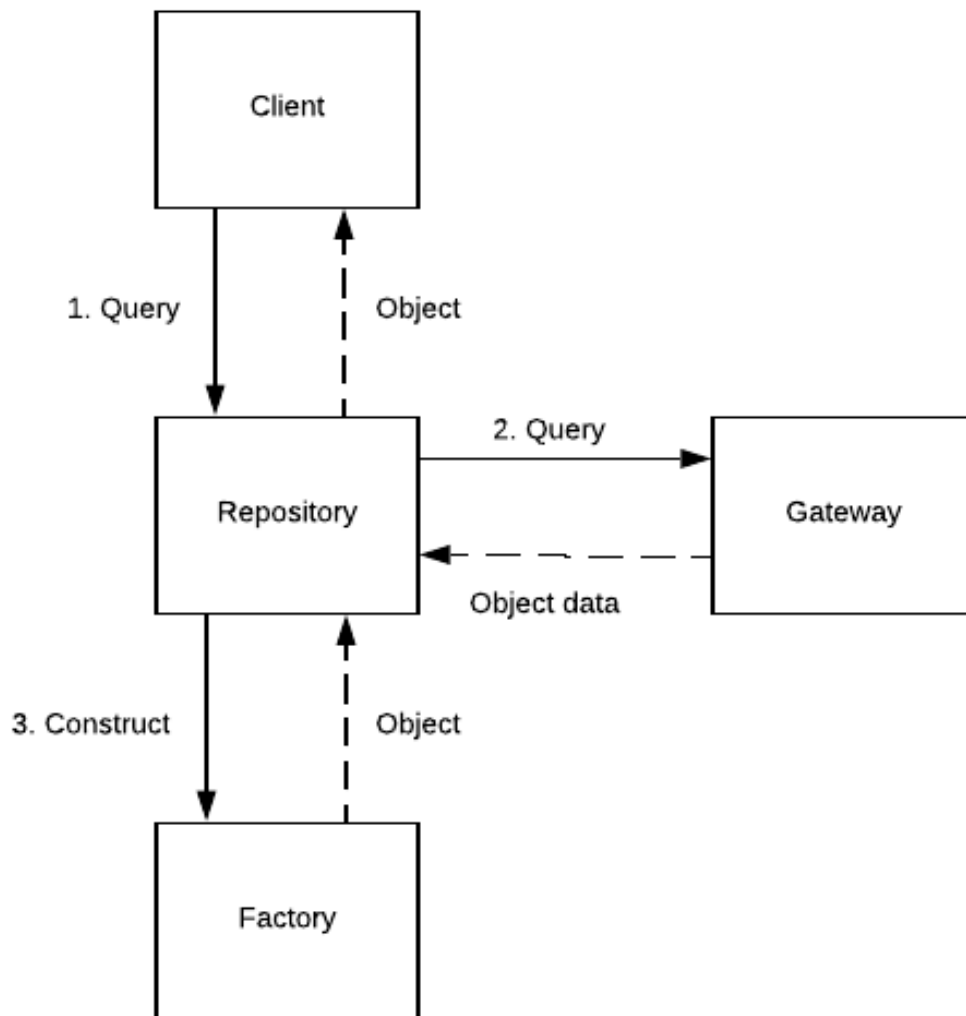 Client
1. Query
Object
2. Query
Repository
Gateway
Object data
3. Construct
Object
Factory